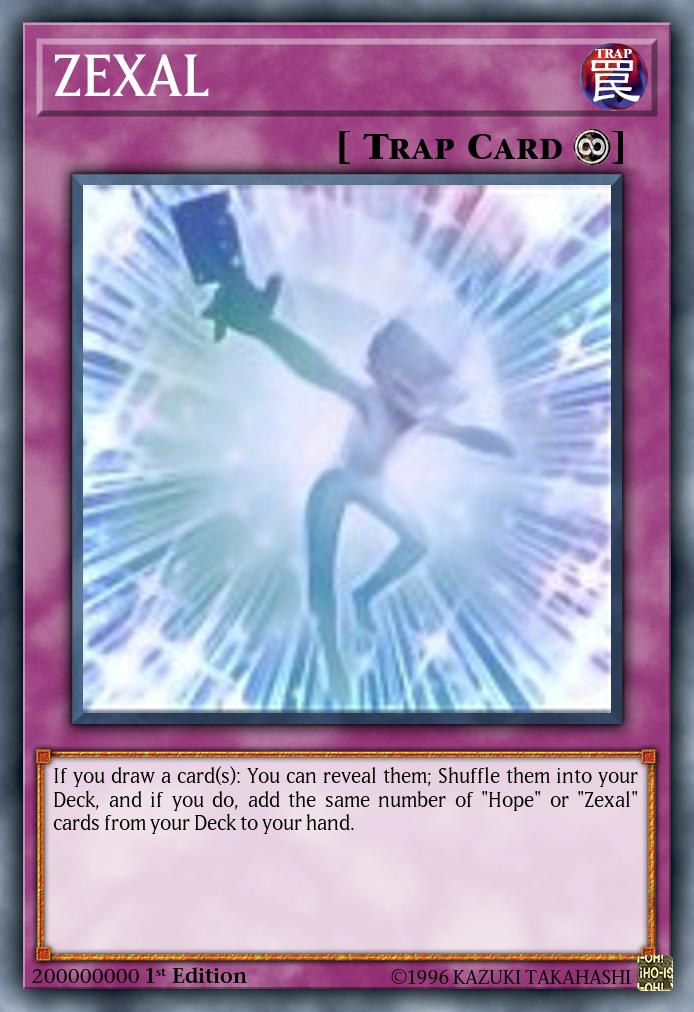 ZEXAL
TRAP
罠
[ TRAP CARD ]
If you draw a card(s): You can reveal them; Shuffle them into your
Deck, and if you do, add the same number of "Hope" or "Zexal"
cards from your Deck to your hand.
200000000 1st Edition
©1996 KAZUKI TAKAHASHI